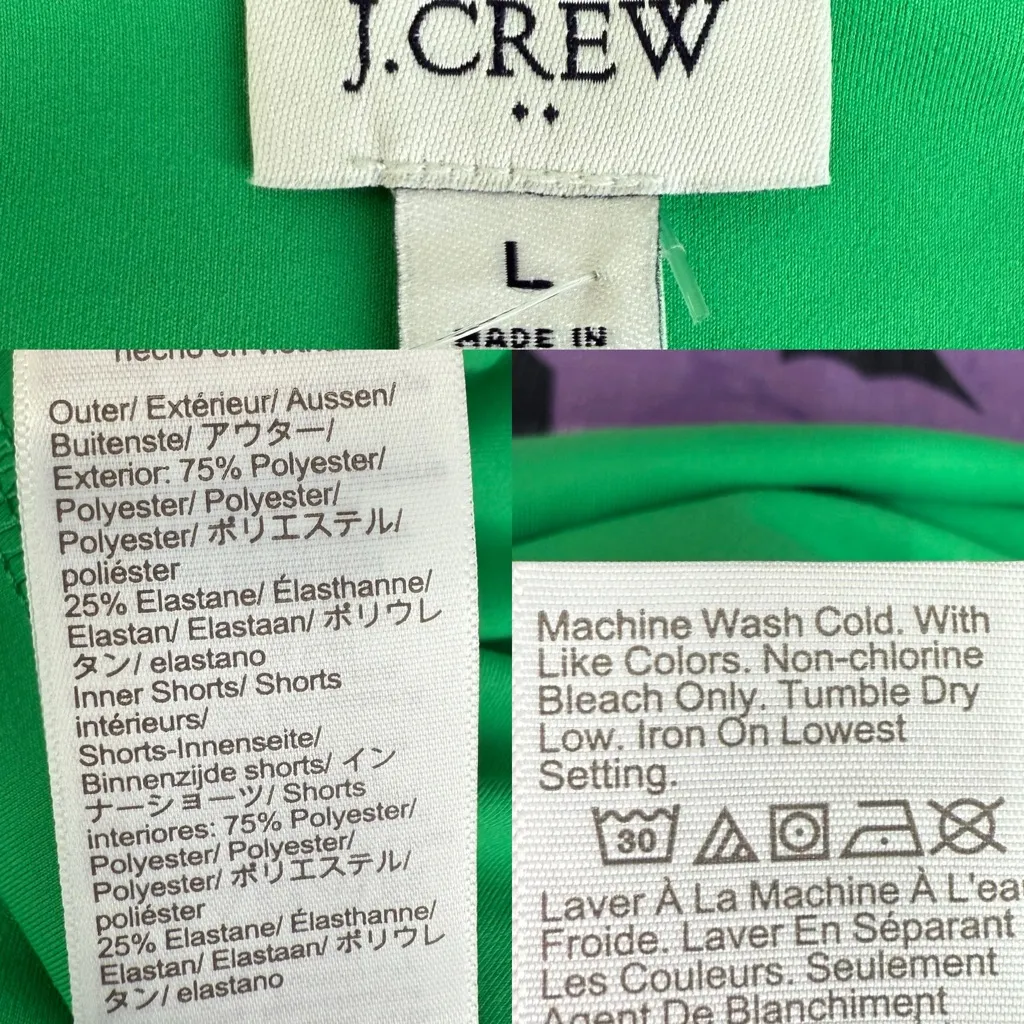 J.CREW
L
MADE IN
hecho en vietnam
Outer/ Extérieur/ Aussen/
Buitenste/ アウター/
Exterior: 75% Polyester/
Polyester/ Polyester/
Polyester/ ポリエステル/
poliéster
25% Elastane/ Élasthanne/
Elastan/ Elastaan/ ポリウレ
タン/ elastano
Inner Shorts/ Shorts
intérieurs/
Shorts-Innenseite/
Binnenzijde shorts/ イン
ナーショーツ/ Shorts
interiores: 75% Polyester/
Polyester/ Polyester/
Polyester/ ポリエステル/
poliéster
25% Elastane/ Élasthanne/
Elastan/ Elastaan/ ポリウレ
タン/ elastano
Machine Wash Cold. With
Like Colors. Non-chlorine
Bleach Only. Tumble Dry
Low. Iron On Lowest
Setting.
30
Laver À La Machine À L'eau
Froide. Laver En Séparant
Les Couleurs. Seulement
Agent De Blanchiment